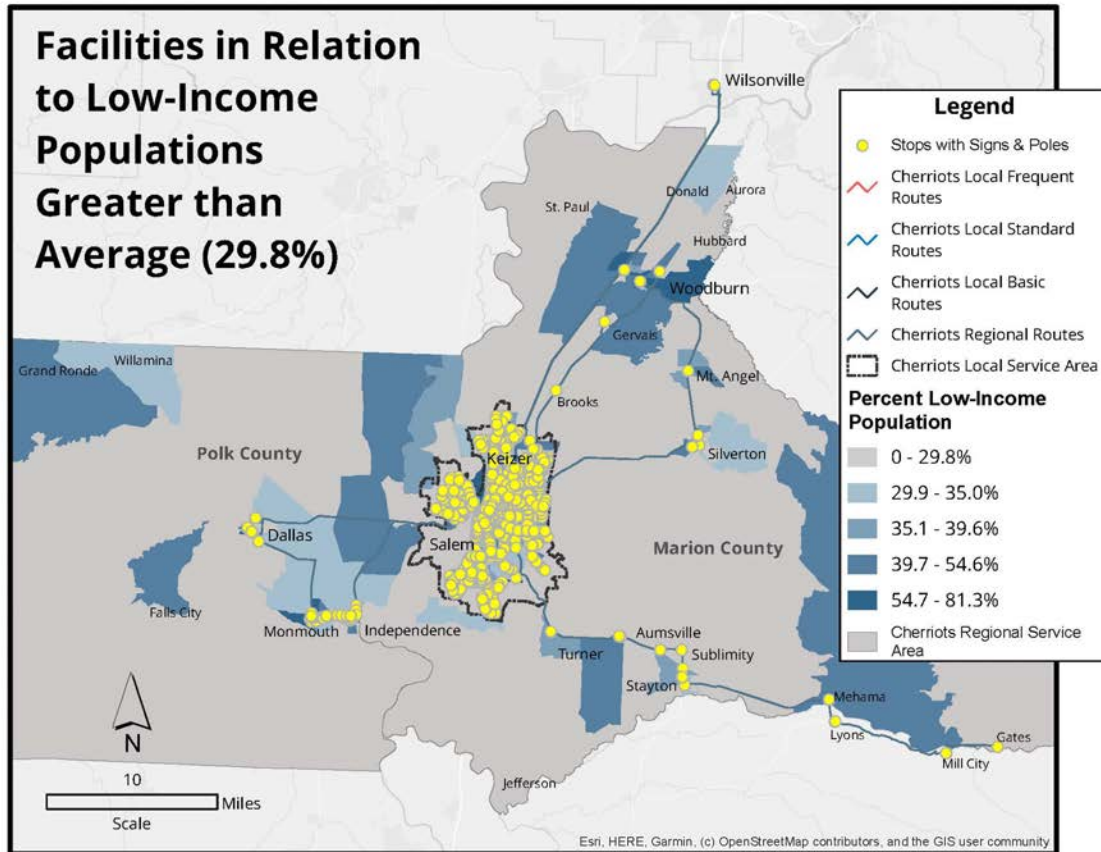 Facilities in Relation
to Low-Income
Populations
Greater than
Average (29.8%)
Wilsonville
Donald
Aurora
St. Paul
Hubbard
Woodburn
Gervais
Mt. Angel
Brooks
Silverton
Grand Ronde
Willamina
Polk County
Keizer
Dallas
Salem
Marion County
Falls City
Monmouth
Independence
Turner
Aumsville
Sublimity
Stayton
Mehama
Lyons
Gates
Mill City
Jefferson
N
10
Miles
Scale
Legend
Stops with Signs & Poles
Cherriots Local Frequent
Routes
Cherriots Local Standard
Routes
Cherriots Local Basic
Routes
Cherriots Regional Routes
Cherriots Local Service Area
Percent Low-Income
Population
0 - 29.8%
29.9 - 35.0%
35.1 - 39.6%
39.7 - 54.6%
54.7 - 81.3%
Cherriots Regional Service
Area
Esri, HERE, Garmin, (c) OpenStreetMap contributors, and the GIS user community